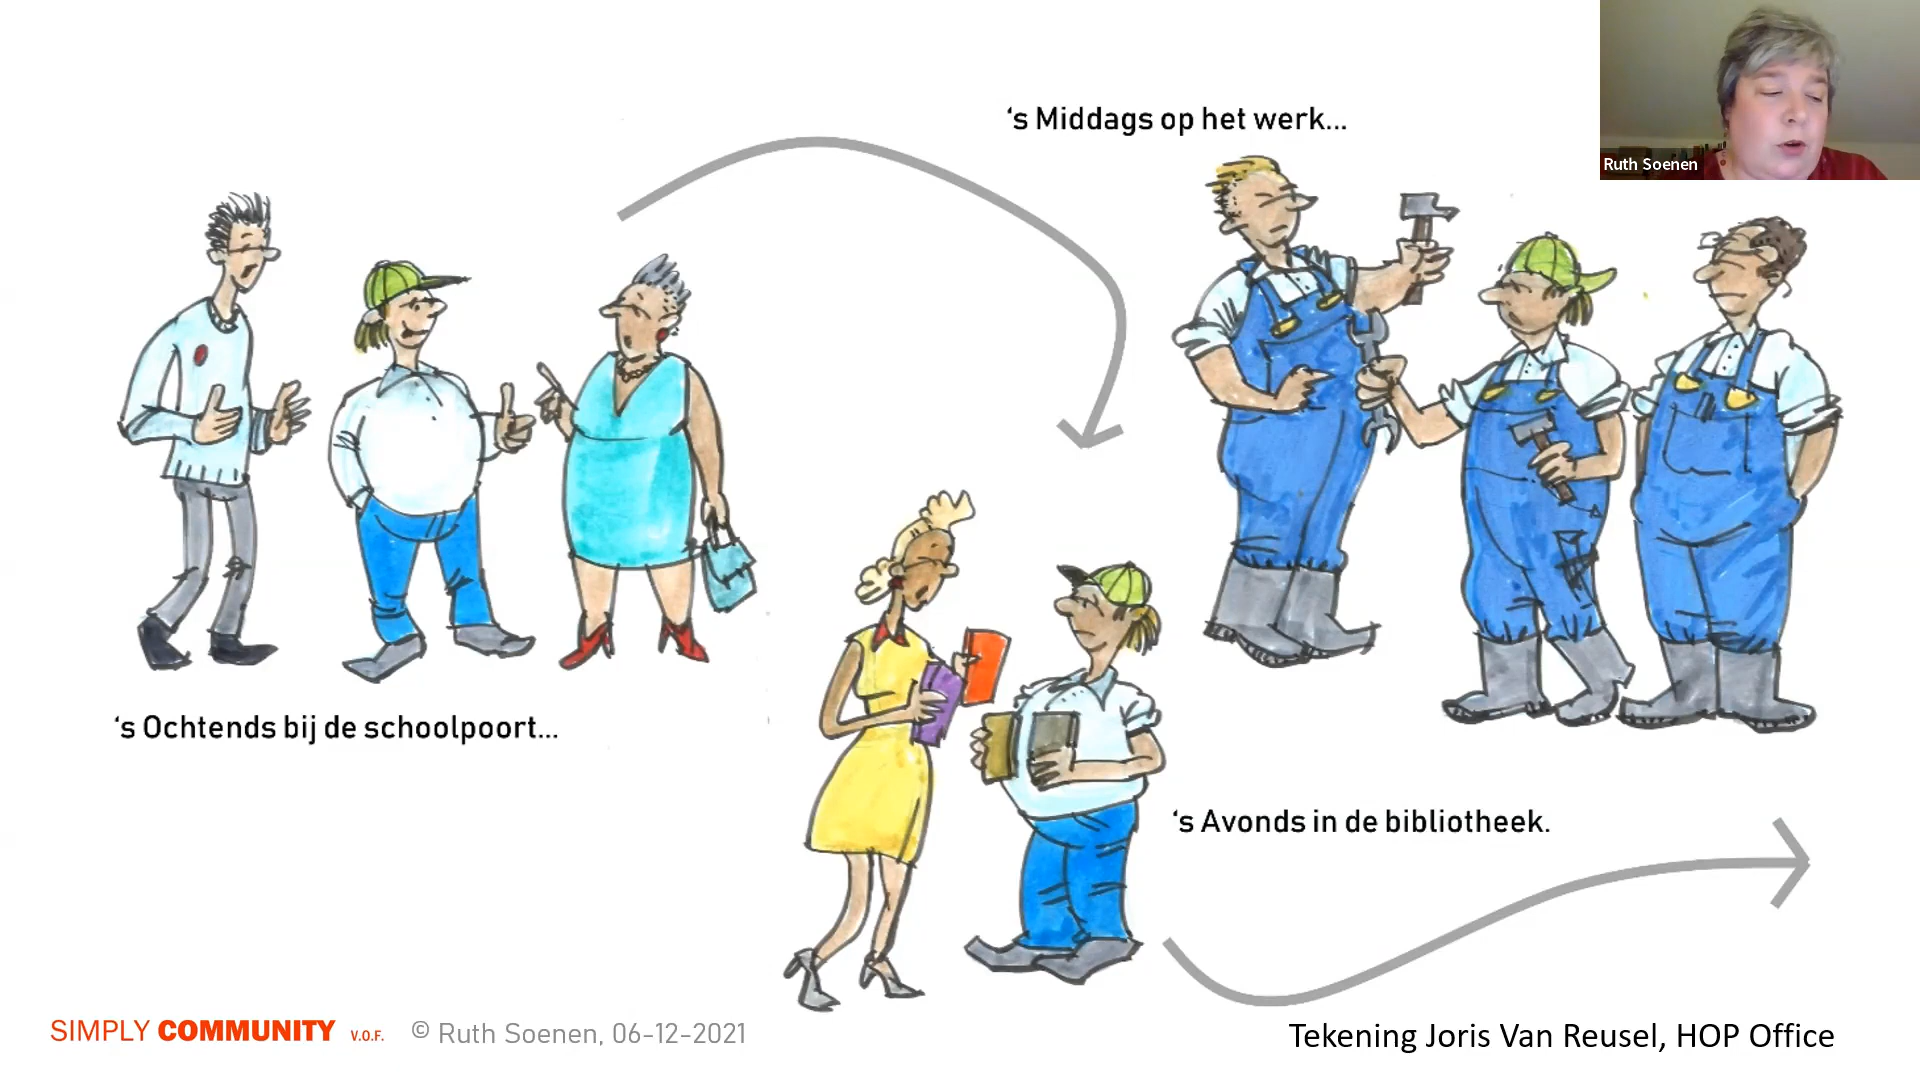 ‘s Middags op het werk...
Ruth Soenen
‘s Ochtends bij de schoolpoort...
‘s Avonds in de bibliotheek.
SIMPLY COMMUNITY V.O.F. © Ruth Soenen, 06-12-2021
Tekening Joris Van Reusel, HOP Office